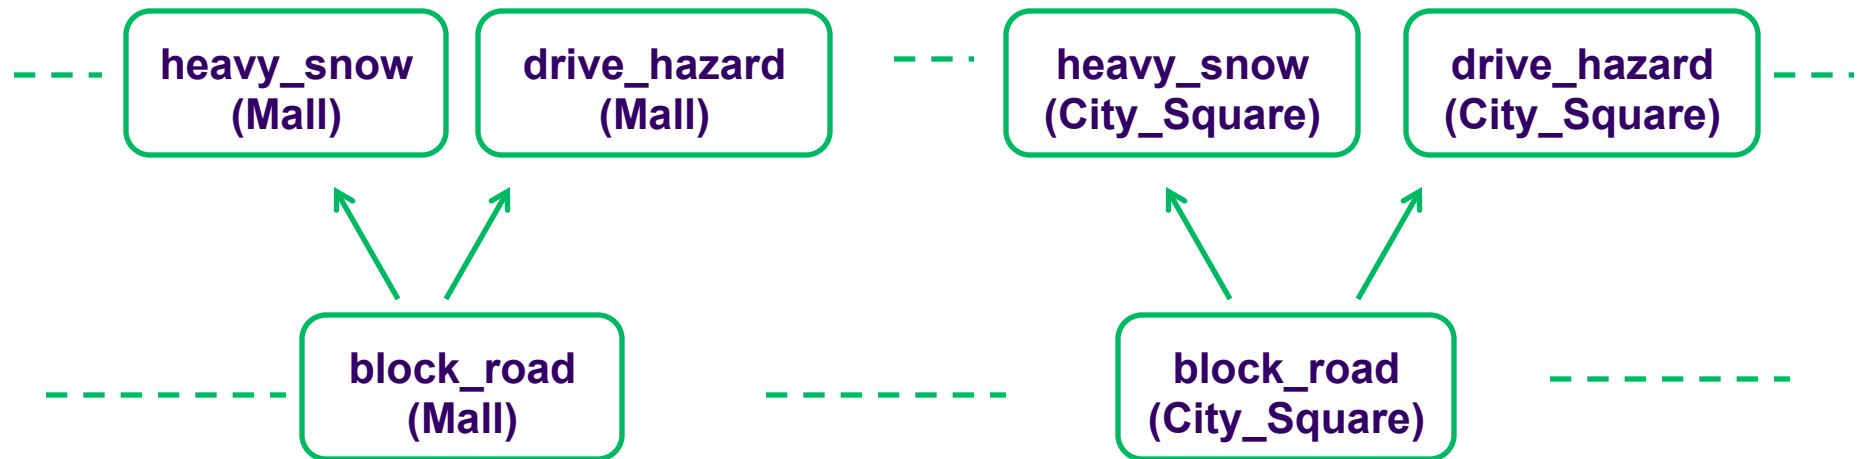 heavy_snow
(Mall)
drive_hazard
(Mall)
heavy_snow
(City_Square)
drive_hazard
(City_Square)
block_road
(Mall)
block_road
(City_Square)